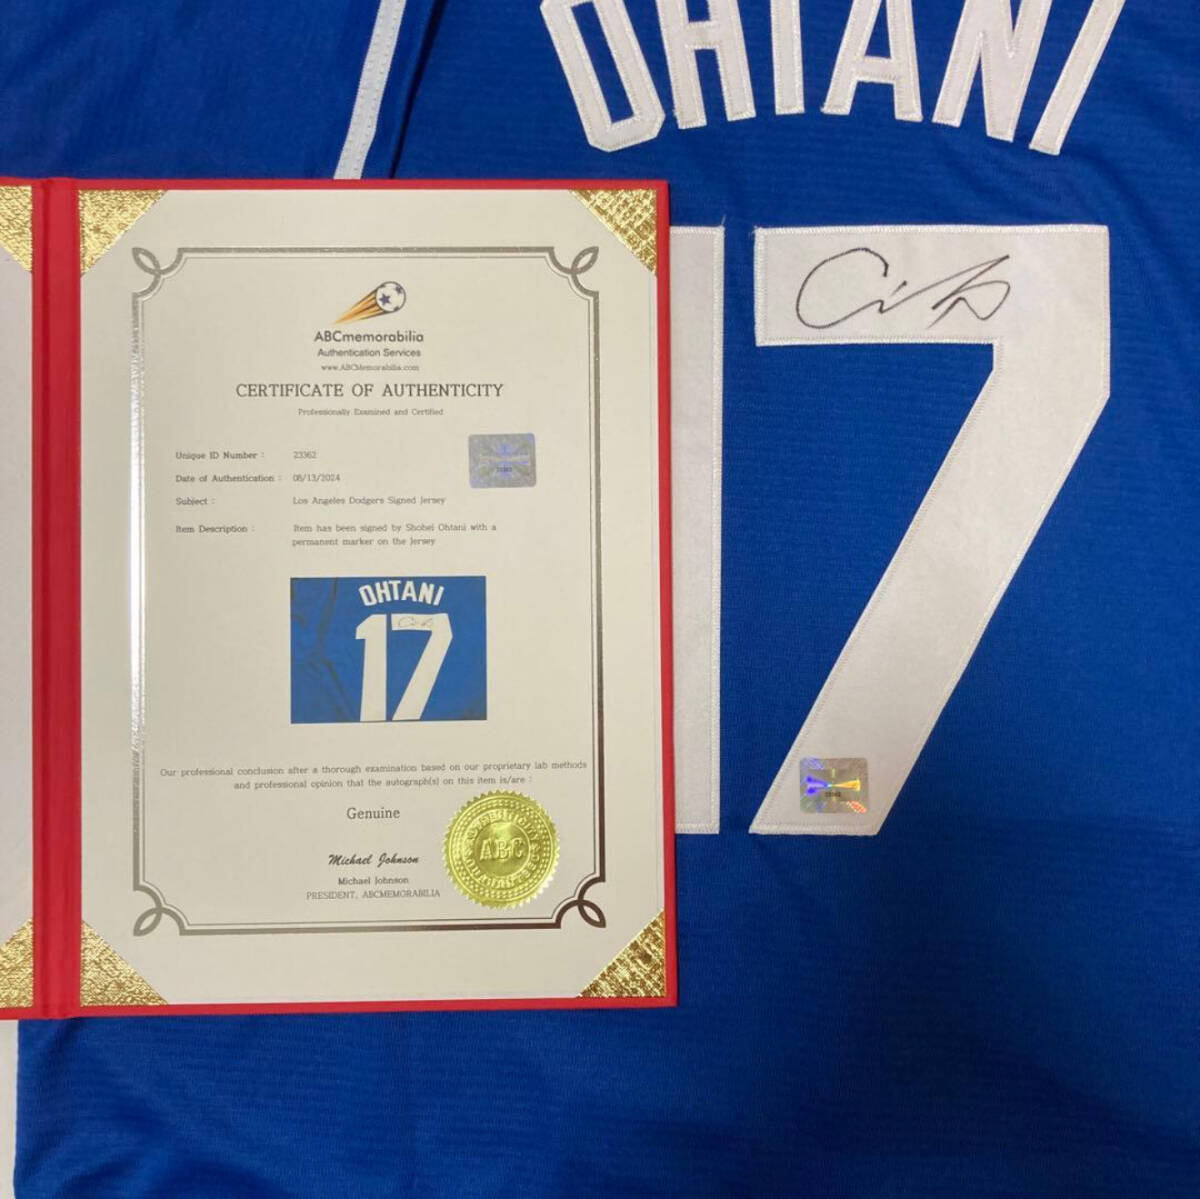 OHTANI
17
ABCmemorabilia
Authentication Services
www.ABCMemorabilia.com
CERTIFICATE OF AUTHENTICITY
Professionally Examined and Certified
Unique ID Number : 23362
Date of Authentication : 08/13/2024
Subject : Los Angeles Dodgers Signed Jersey
Item Description : Item has been signed by Shohei Ohtani with a
permanent marker on the Jersey
OHTANI
17
Our professional conclusion after a thorough examination based on our proprietary lab methods
and professional opinion that the autograph(s) on this item is/are :
Genuine
Michael Johnson
Michael Johnson
PRESIDENT, ABCMEMORABILIA
ABC